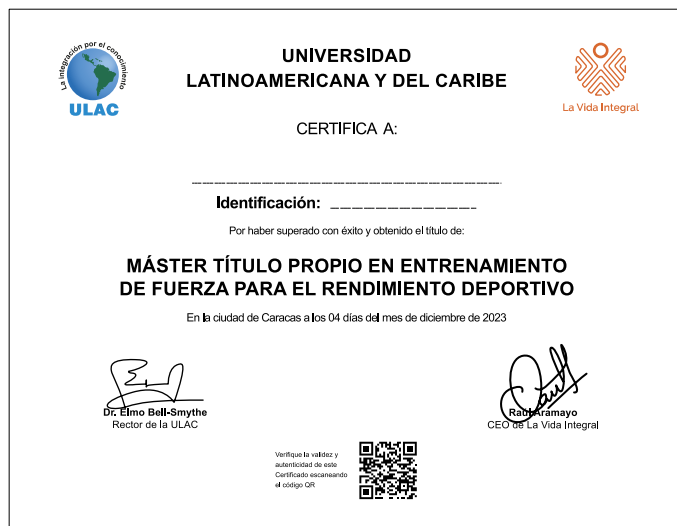 La integración por el conocimiento
ULAC
UNIVERSIDAD
LATINOAMERICANA Y DEL CARIBE
La Vida Integral
CERTIFICA A:
Identificación:
Por haber superado con éxito y obtenido el título de:
MÁSTER TÍTULO PROPIO EN ENTRENAMIENTO
DE FUERZA PARA EL RENDIMIENTO DEPORTIVO
En la ciudad de Caracas a los 04 días del mes de diciembre de 2023
Dr. Elmo Bell-Smythe
Rector de la ULAC
Raúl Aramayo
CEO de La Vida Integral
Verifique la validez y
autenticidad de este
Certificado escaneando
el código QR